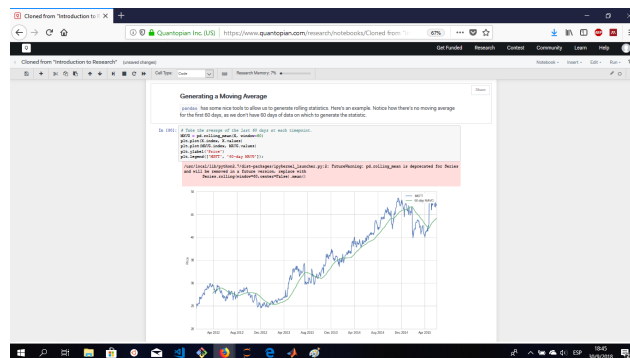 Cloned from "Introduction to R
Quantopian Inc. (US) https://www.quantopian.com/research/notebooks/Cloned from "I 67%
Get Funded Research Contest Community Learn Help
Cloned from "Introduction to Research" (unsaved changes) Notebook Insert Edit Run
Cell Type: Code Research Memory: 7%
Generating a Moving Average
pandas has some nice tools to allow us to generate rolling statistics. Here's an example. Notice how there's no moving average
for the first 60 days, as we don't have 60 days of data on which to generate the statistic.
# Take the average of the last 60 days at each timepoint.
MAVG = pd.rolling_mean(X, window=60)
plt.plot(X.index, X.values)
plt.plot(MAVG.index, MAVG.values)
plt.ylabel('Price')
plt.legend(['MSFT', '60-day MAVG']);
/usr/local/lib/python2.7/dist-packages/ipykernel_launcher.py:2: FutureWarning: pd.rolling_mean is deprecated for Series
and will be removed in a future version, replace with
Series.rolling(window=60,center=False).mean()
MSFT
60-day MAVG
Price
Apr 2012 Aug 2012 Dec 2012 Apr 2013 Aug 2013 Dec 2013 Apr 2014 Aug 2014 Dec 2014 Apr 2015
ESP
18:45
30/9/2018